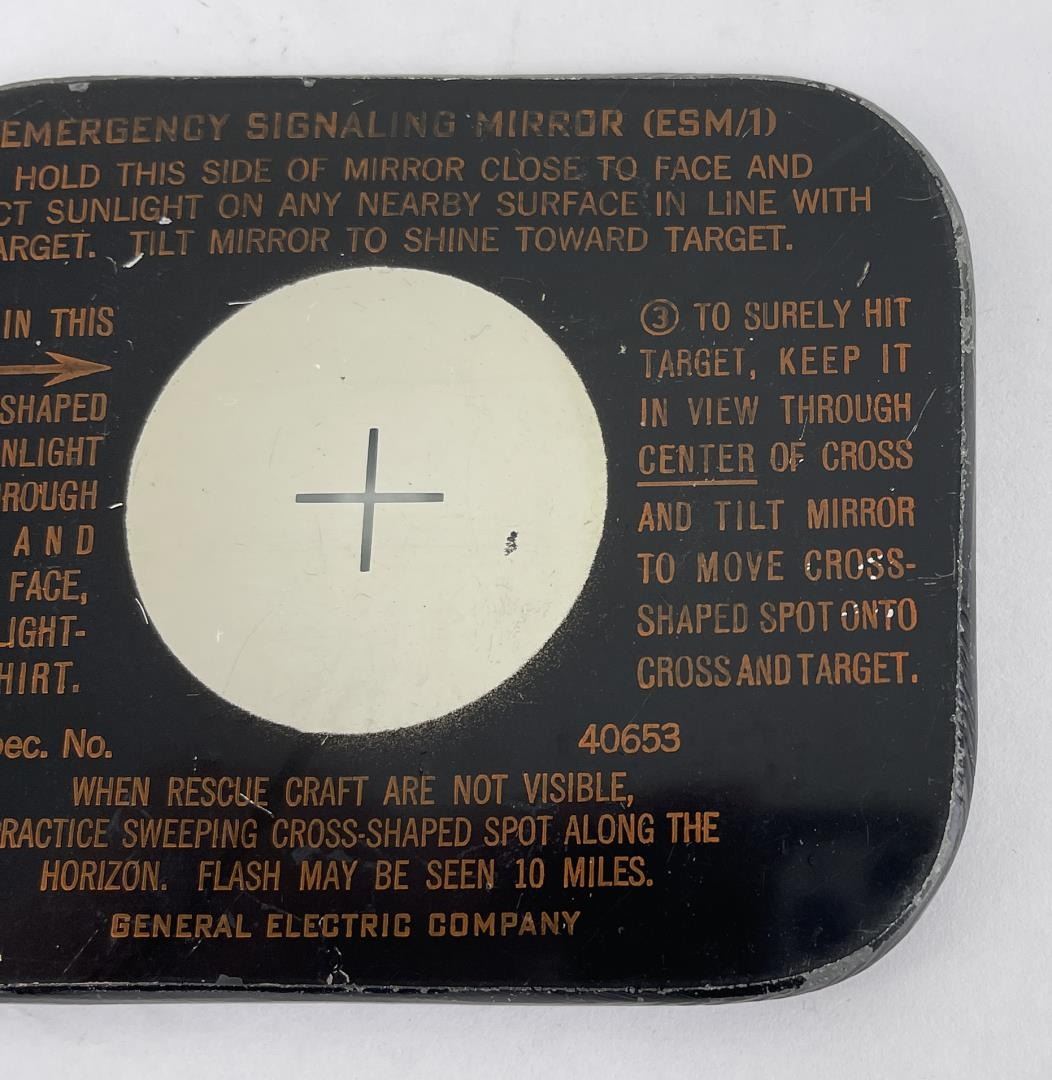 EMERGENCY SIGNALING MIRROR (ESM/1)
HOLD THIS SIDE OF MIRROR CLOSE TO FACE AND
CT SUNLIGHT ON ANY NEARBY SURFACE IN LINE WITH
ARGET. TILT MIRROR TO SHINE TOWARD TARGET.
IN THIS
SHAPED
NLIGHT
ROUGH
AND
FACE,
LIGHT-
HIRT.
③ TO SURELY HIT
TARGET, KEEP IT
IN VIEW THROUGH
CENTER OF CROSS
AND TILT MIRROR
TO MOVE CROSS-
SHAPED SPOT ONTO
CROSS AND TARGET.
pec. No. 40653
WHEN RESCUE CRAFT ARE NOT VISIBLE,
PRACTICE SWEEPING CROSS-SHAPED SPOT ALONG THE
HORIZON. FLASH MAY BE SEEN 10 MILES.
GENERAL ELECTRIC COMPANY